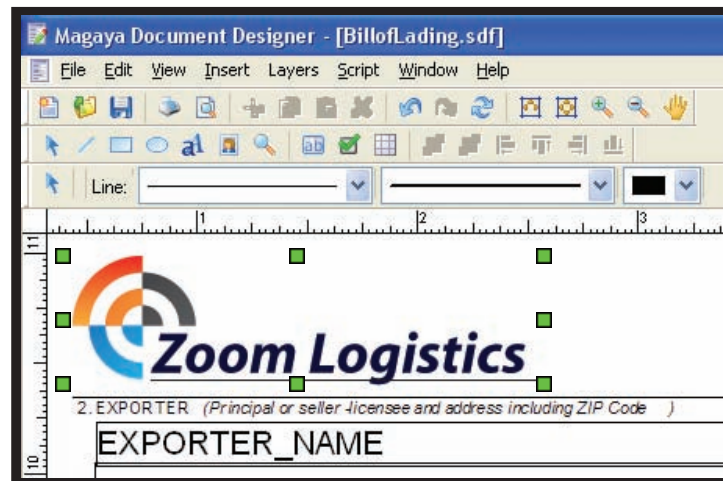 Magaya Document Designer - [BillofLading.sdf]
File Edit View Insert Layers Script Window Help
a
ab
Line:
1 2 3
11
Zoom Logistics
2. EXPORTER (Principal or seller -licensee and address including ZIP Code )
EXPORTER_NAME
10